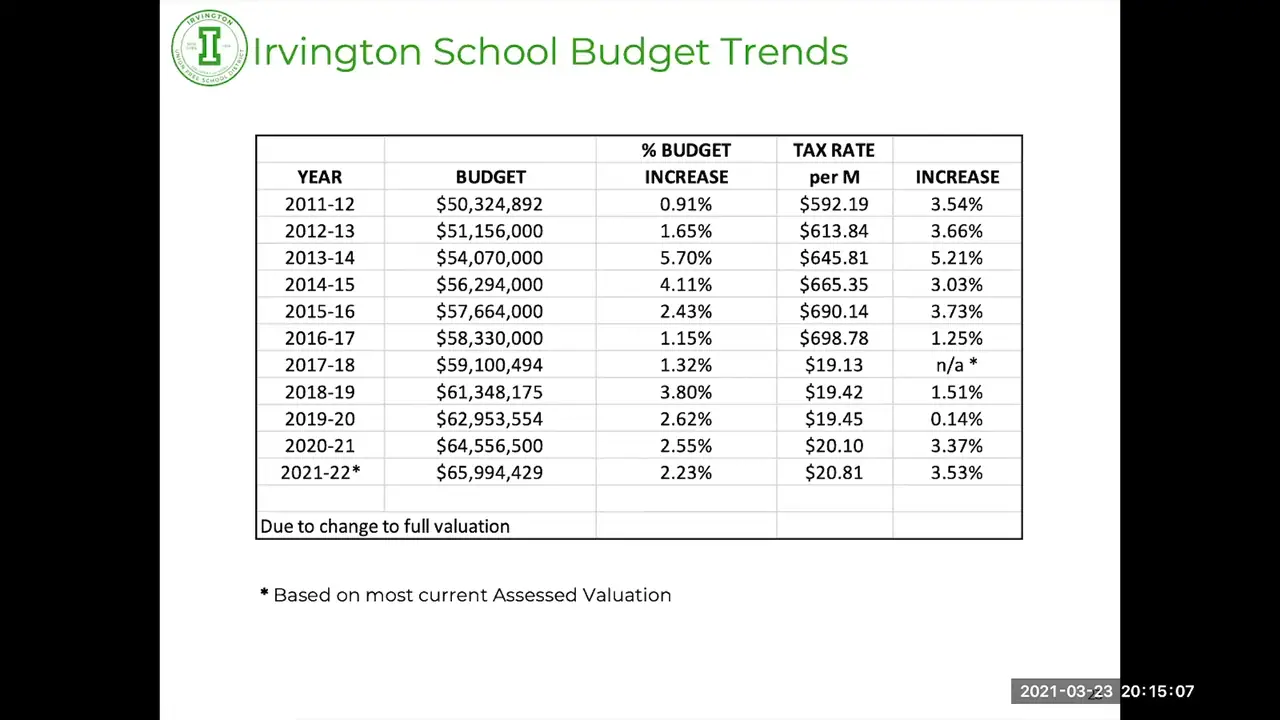 IRVINGTON
I
UNION FREE SCHOOL DISTRICT
Irvington School Budget Trends
% BUDGET TAX RATE
YEAR BUDGET INCREASE per M INCREASE
2011-12 $50,324,892 0.91% $592.19 3.54%
2012-13 $51,156,000 1.65% $613.84 3.66%
2013-14 $54,070,000 5.70% $645.81 5.21%
2014-15 $56,294,000 4.11% $665.35 3.03%
2015-16 $57,664,000 2.43% $690.14 3.73%
2016-17 $58,330,000 1.15% $698.78 1.25%
2017-18 $59,100,494 1.32% $19.13 n/a *
2018-19 $61,348,175 3.80% $19.42 1.51%
2019-20 $62,953,554 2.62% $19.45 0.14%
2020-21 $64,556,500 2.55% $20.10 3.37%
2021-22* $65,994,429 2.23% $20.81 3.53%
Due to change to full valuation
* Based on most current Assessed Valuation
2021-03-23 20:15:07